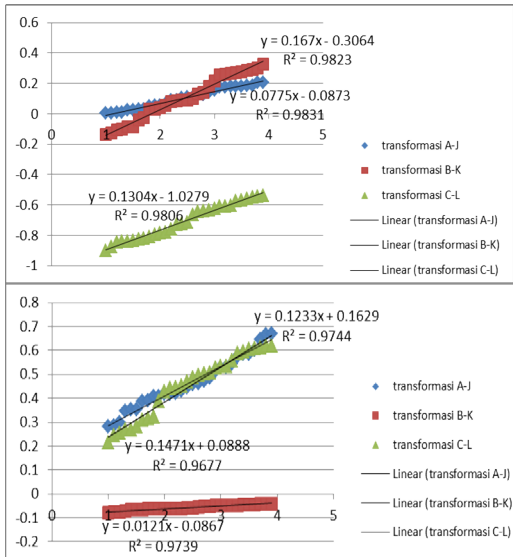 0.6
0.4
0.2
0
-0.2
-0.4
-0.6
-0.8
-1
0 1 2 3 4 5
y = 0.167x - 0.3064
R² = 0.9823
y = 0.0775x - 0.0873
R² = 0.9831
y = 0.1304x - 1.0279
R² = 0.9806
transformasi A-J
transformasi B-K
transformasi C-L
Linear (transformasi A-J)
Linear (transformasi B-K)
Linear (transformasi C-L)
0.8
0.7
0.6
0.5
0.4
0.3
0.2
0.1
0
-0.1
-0.2
0 1 2 3 4 5
y = 0.1233x + 0.1629
R² = 0.9744
y = 0.1471x + 0.0888
R² = 0.9677
y = 0.0121x - 0.0867
R² = 0.9739
transformasi A-J
transformasi B-K
transformasi C-L
Linear (transformasi A-J)
Linear (transformasi B-K)
Linear (transformasi C-L)